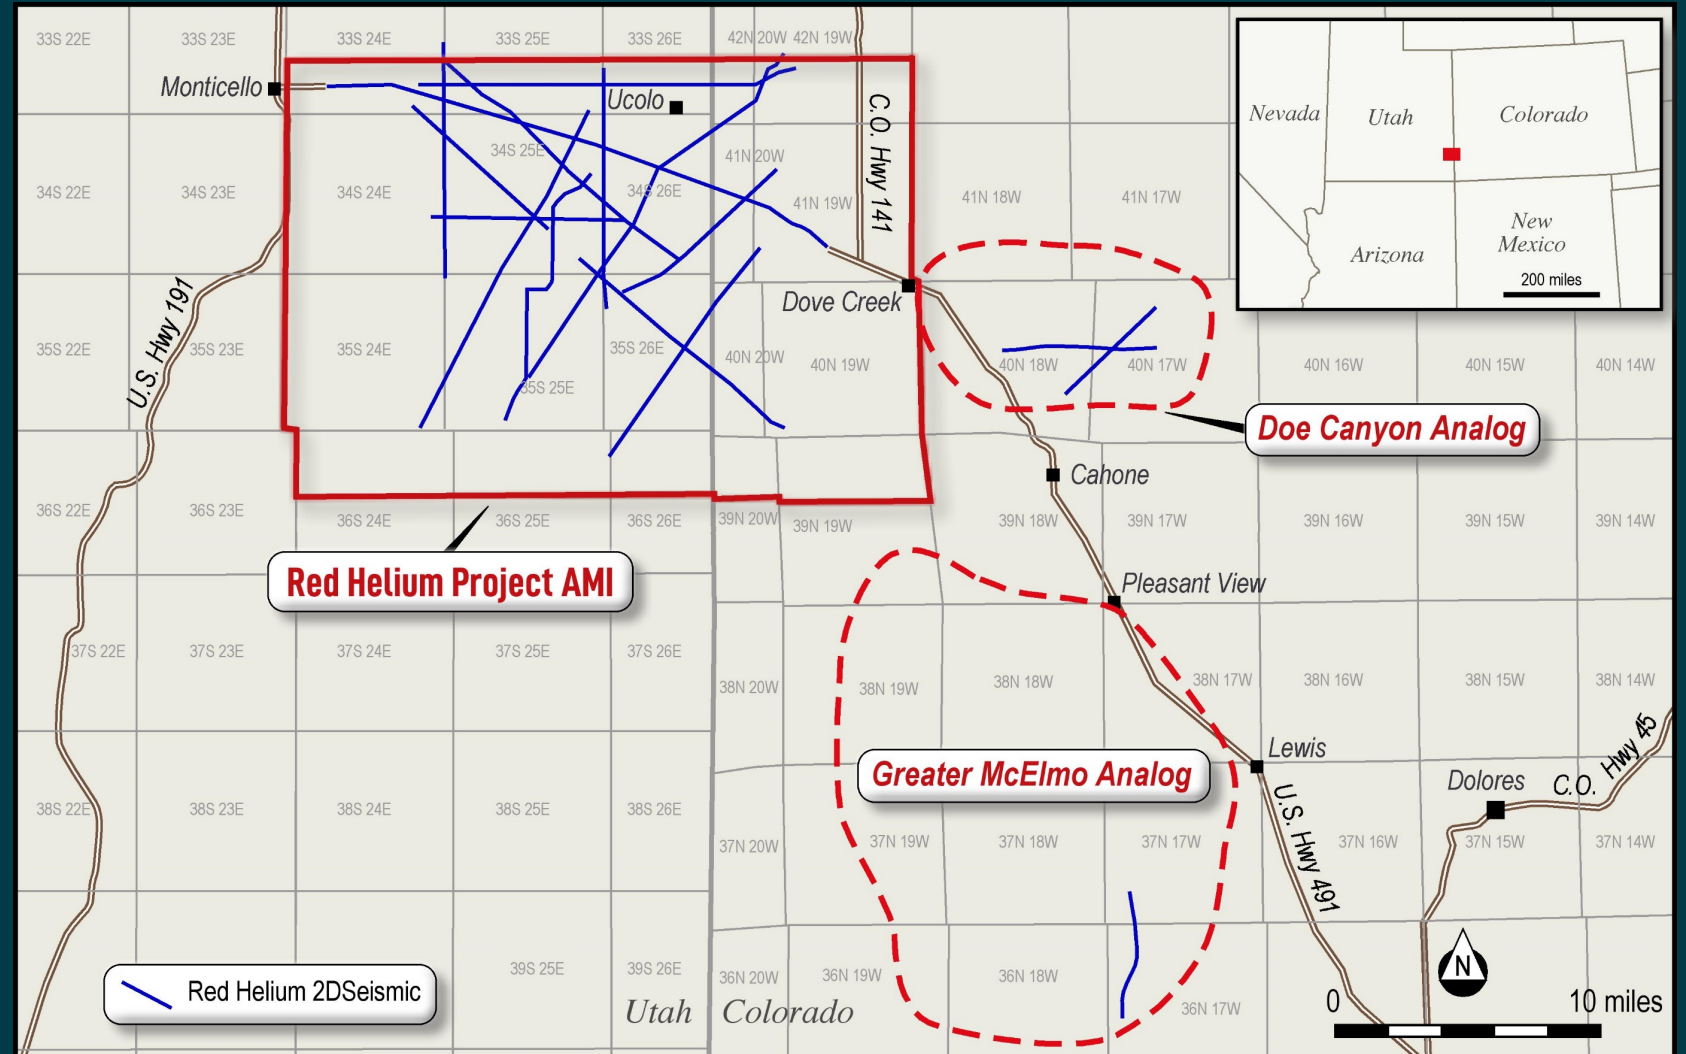 33S 22E
33S 23E
33S 24E
33S 25E
33S 26E
42N 20W
42N 19W
Monticello
Ucolo
C.O. Hwy 141
34S 22E
34S 23E
34S 24E
34S 25E
34S 26E
41N 20W
41N 19W
41N 18W
41N 17W
Nevada
Utah
Colorado
Arizona
New
Mexico
200 miles
U.S. Hwy 191
Dove Creek
35S 22E
35S 23E
35S 24E
35S 25E
35S 26E
40N 20W
40N 19W
40N 18W
40N 17W
40N 16W
40N 15W
40N 14W
Doe Canyon Analog
Cahone
36S 22E
36S 23E
36S 24E
36S 25E
36S 26E
39N 20W
39N 19W
39N 18W
39N 17W
39N 16W
39N 15W
39N 14W
Red Helium Project AMI
Pleasant View
37S 22E
37S 23E
37S 24E
37S 25E
37S 26E
38N 20W
38N 19W
38N 18W
38N 17W
38N 16W
38N 15W
38N 14W
Greater McElmo Analog
Lewis
Dolores
C.O. Hwy 45
U.S. Hwy 491
38S 22E
38S 23E
38S 24E
38S 25E
38S 26E
37N 20W
37N 19W
37N 18W
37N 17W
37N 16W
37N 15W
37N 14W
39S 25E
39S 26E
36N 20W
36N 19W
36N 18W
36N 17W
Red Helium 2DSeismic
Utah
Colorado
N
0
10 miles